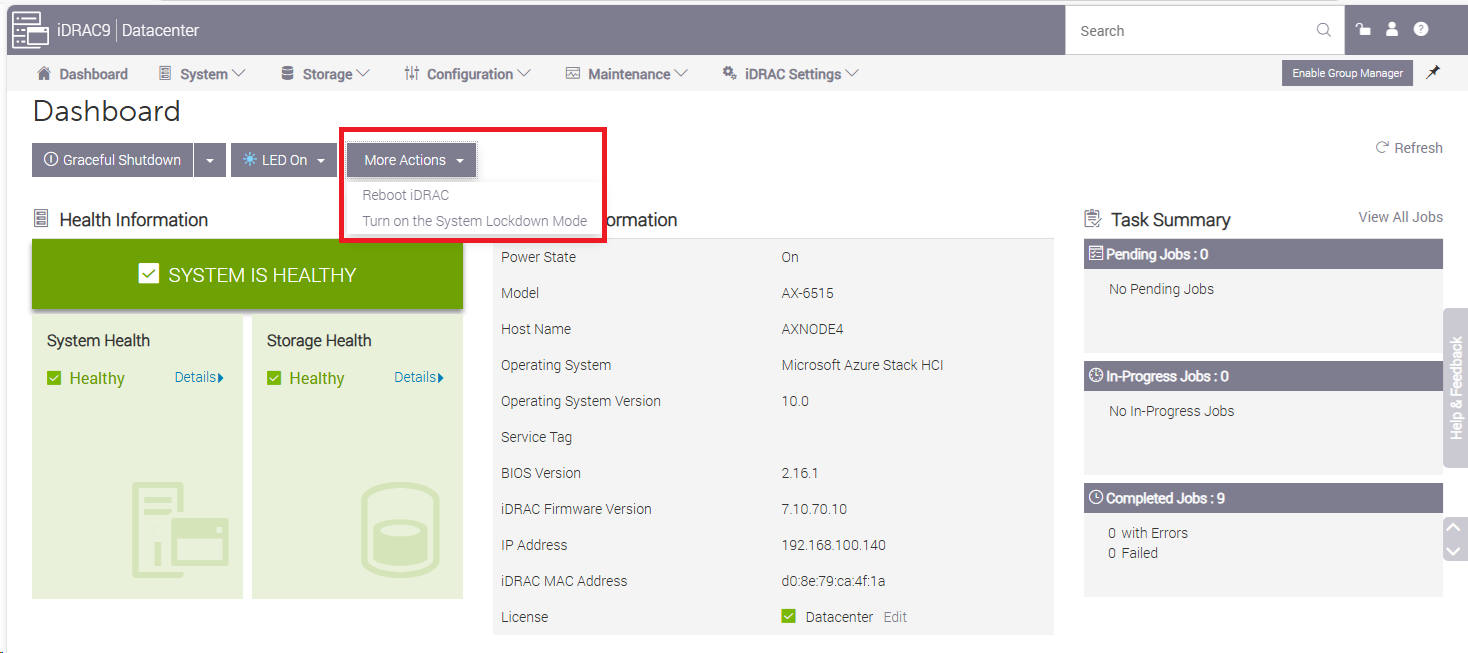 iDRAC9 | Datacenter
Search
Dashboard System Storage Configuration Maintenance iDRAC Settings
Enable Group Manager
Dashboard
Graceful Shutdown LED On More Actions
Refresh
Reboot iDRAC
Turn on the System Lockdown Mode
Health Information
SYSTEM IS HEALTHY
System Health
Healthy Details
Storage Health
Healthy Details
ormation
Power State On
Model AX-6515
Host Name AXNODE4
Operating System Microsoft Azure Stack HCI
Operating System Version 10.0
Service Tag
BIOS Version 2.16.1
iDRAC Firmware Version 7.10.70.10
IP Address 192.168.100.140
iDRAC MAC Address d0:8e:79:ca:4f:1a
License Datacenter Edit
Task Summary View All Jobs
Pending Jobs : 0
No Pending Jobs
In-Progress Jobs : 0
No In-Progress Jobs
Completed Jobs : 9
0 with Errors
0 Failed
Help & Feedback